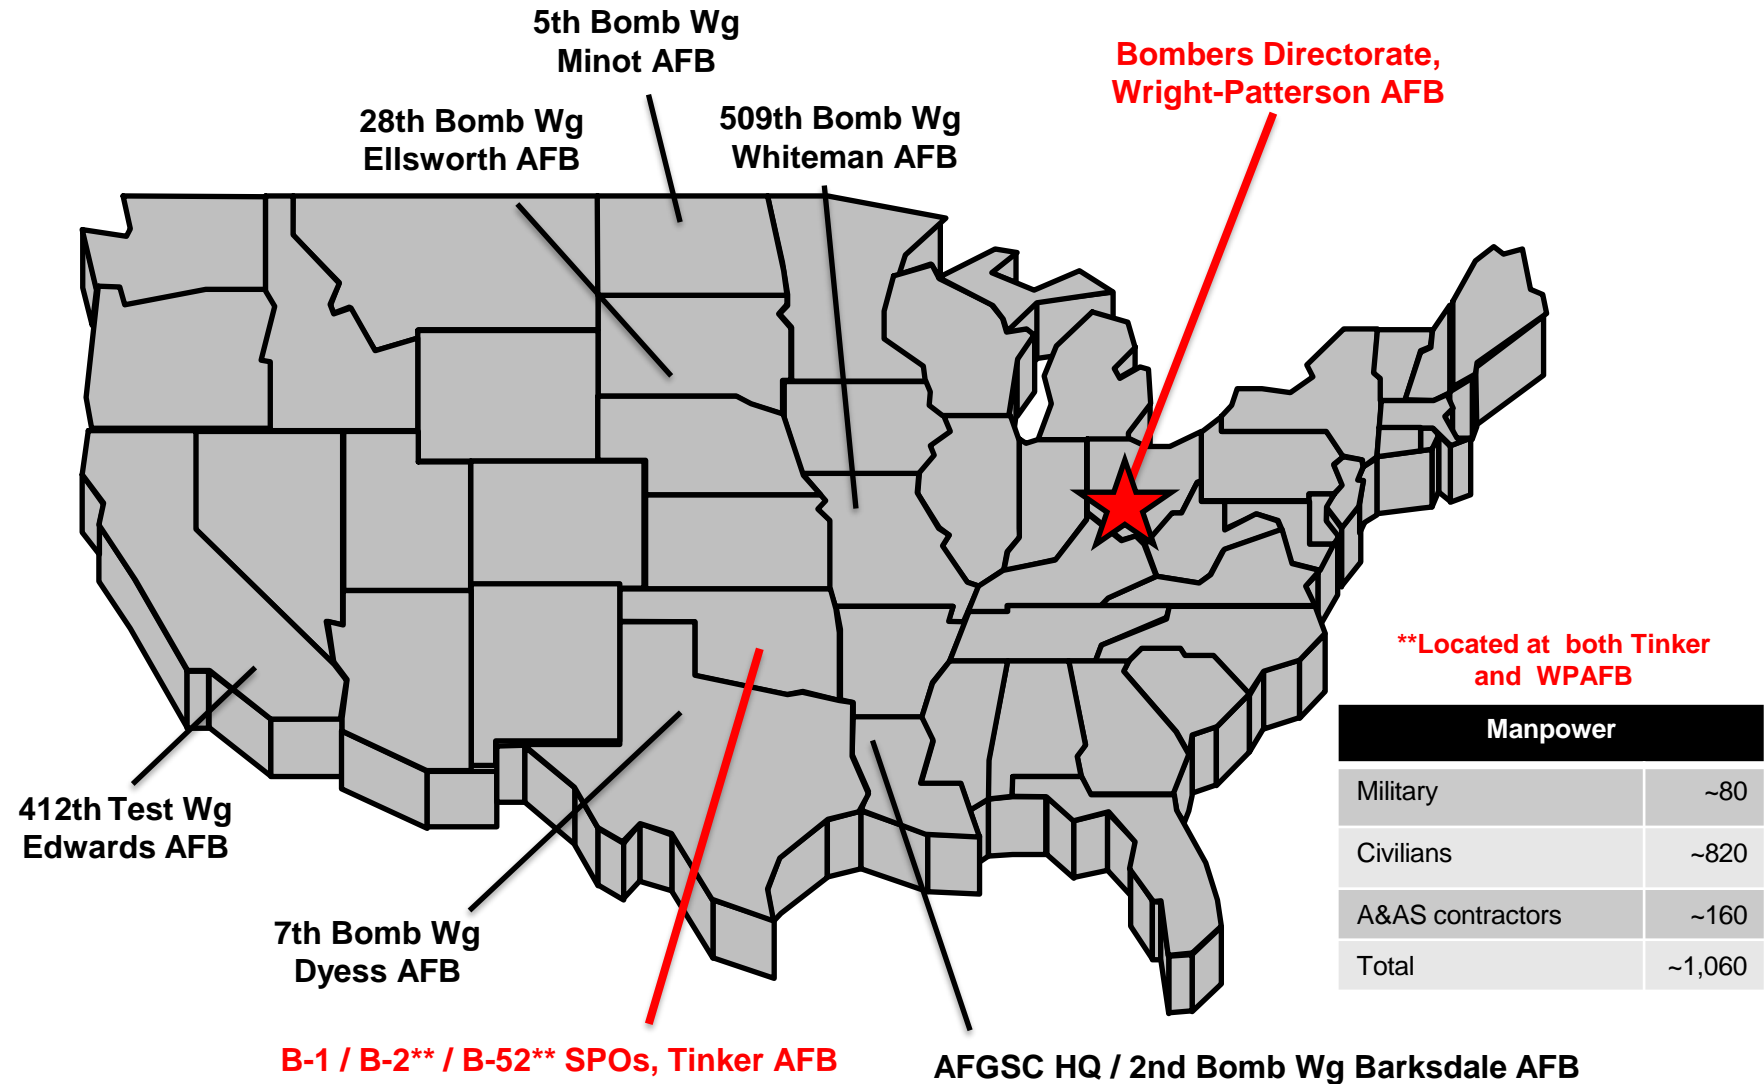 5th Bomb Wg
Minot AFB
Bombers Directorate,
Wright-Patterson AFB
28th Bomb Wg
Ellsworth AFB
509th Bomb Wg
Whiteman AFB
**Located at both Tinker
and WPAFB
Manpower
Military ~80
Civilians ~820
A&AS contractors ~160
Total ~1,060
412th Test Wg
Edwards AFB
7th Bomb Wg
Dyess AFB
B-1 / B-2** / B-52** SPOs, Tinker AFB
AFGSC HQ / 2nd Bomb Wg Barksdale AFB